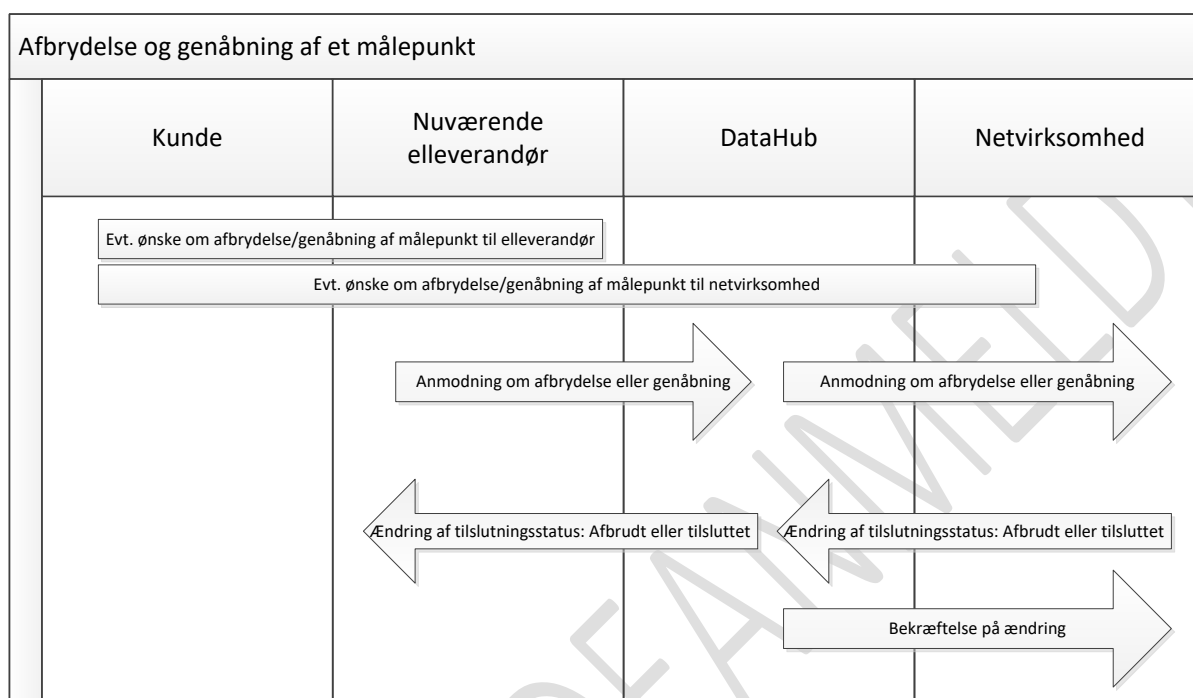 Afbrydelse og genåbning af et målepunkt
Kunde
Nuværende
elleverandør
DataHub
Netvirksomhed
Evt. ønske om afbrydelse/genåbning af målepunkt til elleverandør
Evt. ønske om afbrydelse/genåbning af målepunkt til netvirksomhed
Anmodning om afbrydelse eller genåbning
Anmodning om afbrydelse eller genåbning
Ændring af tilslutningsstatus: Afbrudt eller tilsluttet
Ændring af tilslutningsstatus: Afbrudt eller tilsluttet
Bekræftelse på ændring